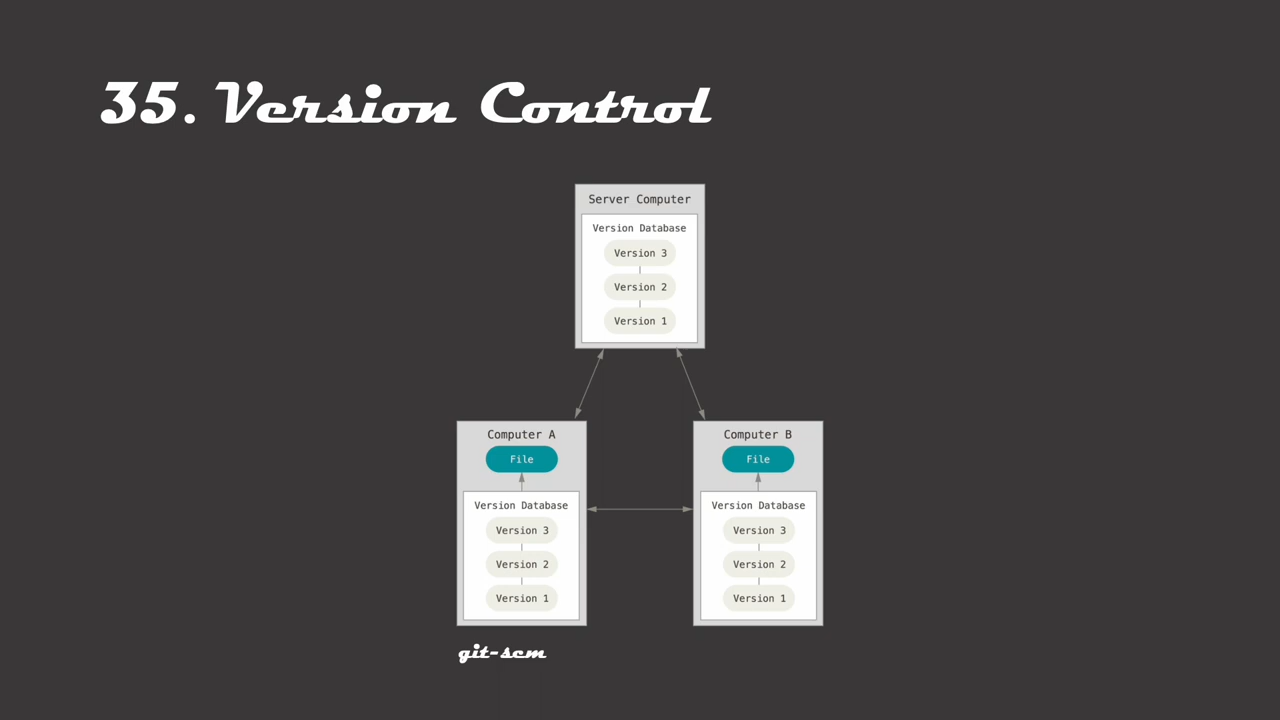 35. Version Control
Server Computer
Version Database
Version 3
Version 2
Version 1
Computer A
File
Version Database
Version 3
Version 2
Version 1
Computer B
File
Version Database
Version 3
Version 2
Version 1
git-scm